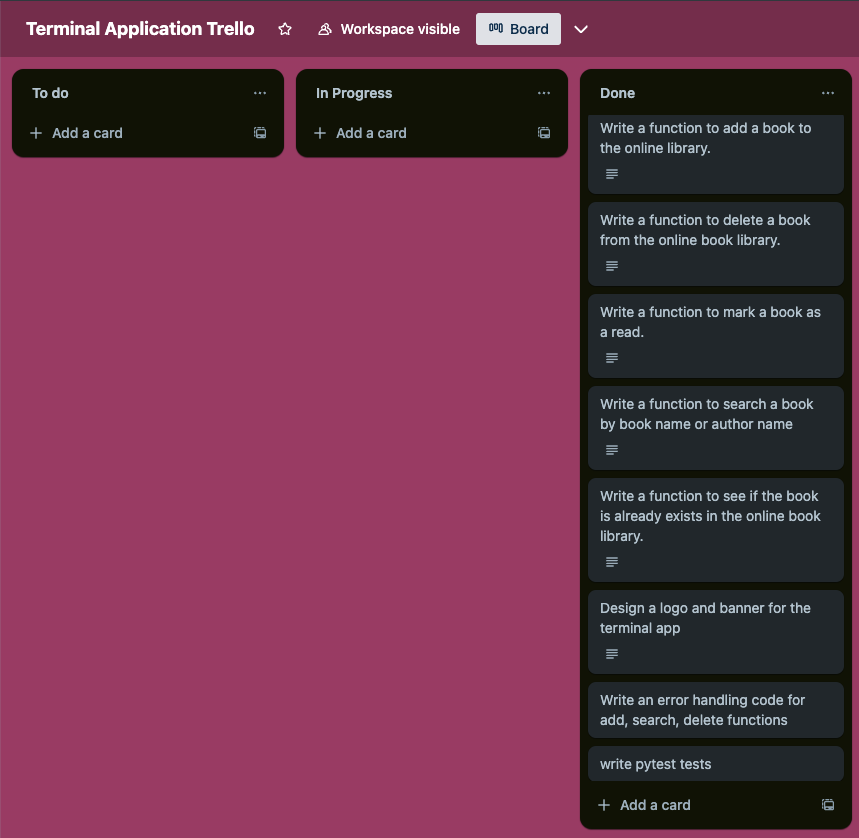 Terminal Application Trello
Workspace visible
Board
To do
Add a card
In Progress
Add a card
Done
Write a function to add a book to
the online library.
Write a function to delete a book
from the online book library.
Write a function to mark a book as
a read.
Write a function to search a book
by book name or author name
Write a function to see if the book
is already exists in the online book
library.
Design a logo and banner for the
terminal app
Write an error handling code for
add, search, delete functions
write pytest tests
Add a card